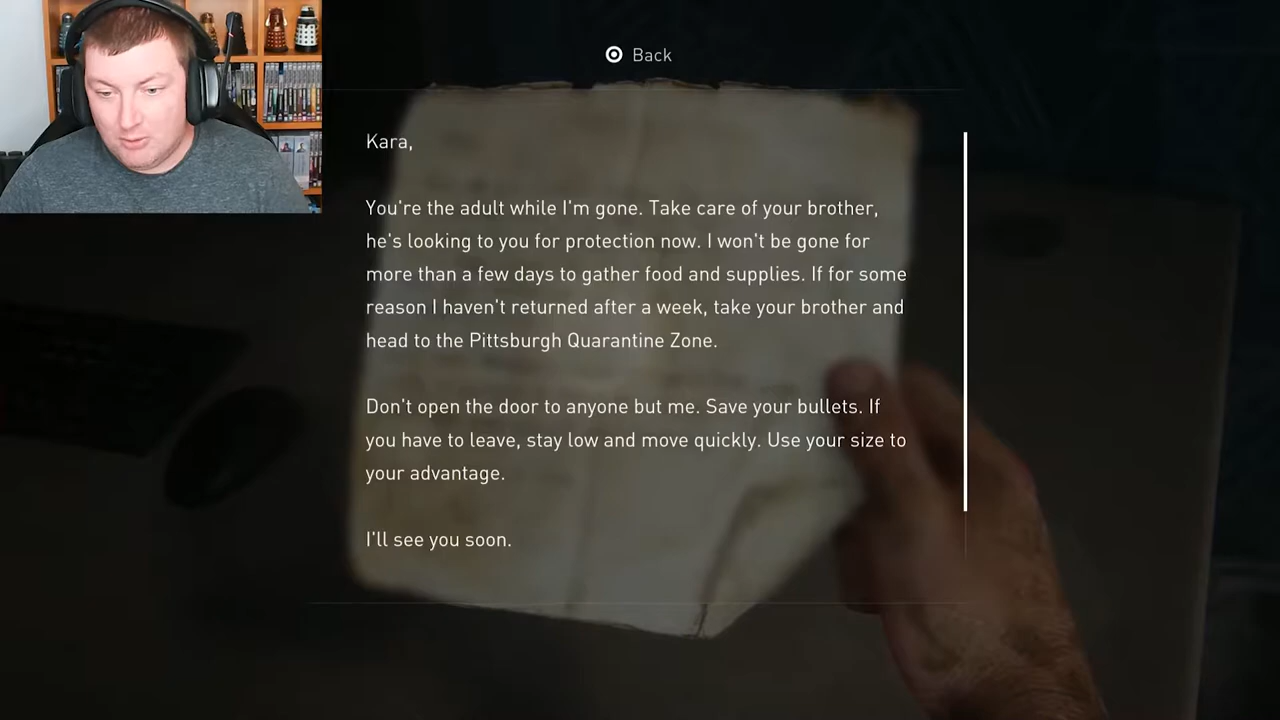 Back
Kara,
You're the adult while I'm gone. Take care of your brother,
he's looking to you for protection now. I won't be gone for
more than a few days to gather food and supplies. If for some
reason I haven't returned after a week, take your brother and
head to the Pittsburgh Quarantine Zone.
Don't open the door to anyone but me. Save your bullets. If
you have to leave, stay low and move quickly. Use your size to
your advantage.
I'll see you soon.